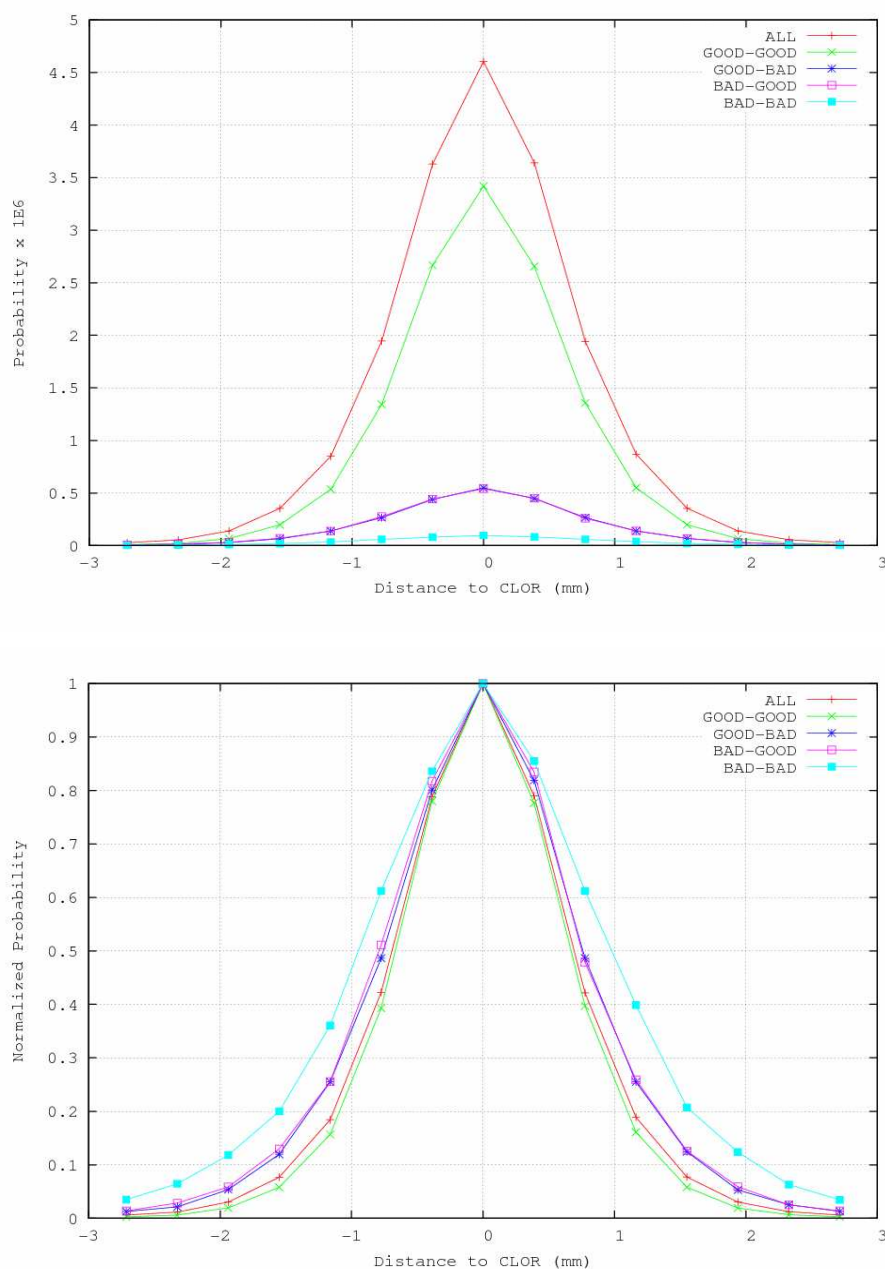 5
4.5
4
3.5
3
2.5
2
1.5
1
0.5
0
Probability x 1E6
ALL
GOOD-GOOD
GOOD-BAD
BAD-GOOD
BAD-BAD
-3 -2 -1 0 1 2 3
Distance to CLOR (mm)
1
0.9
0.8
0.7
0.6
0.5
0.4
0.3
0.2
0.1
0
Normalized Probability
ALL
GOOD-GOOD
GOOD-BAD
BAD-GOOD
BAD-BAD
-3 -2 -1 0 1 2 3
Distance to CLOR (mm)